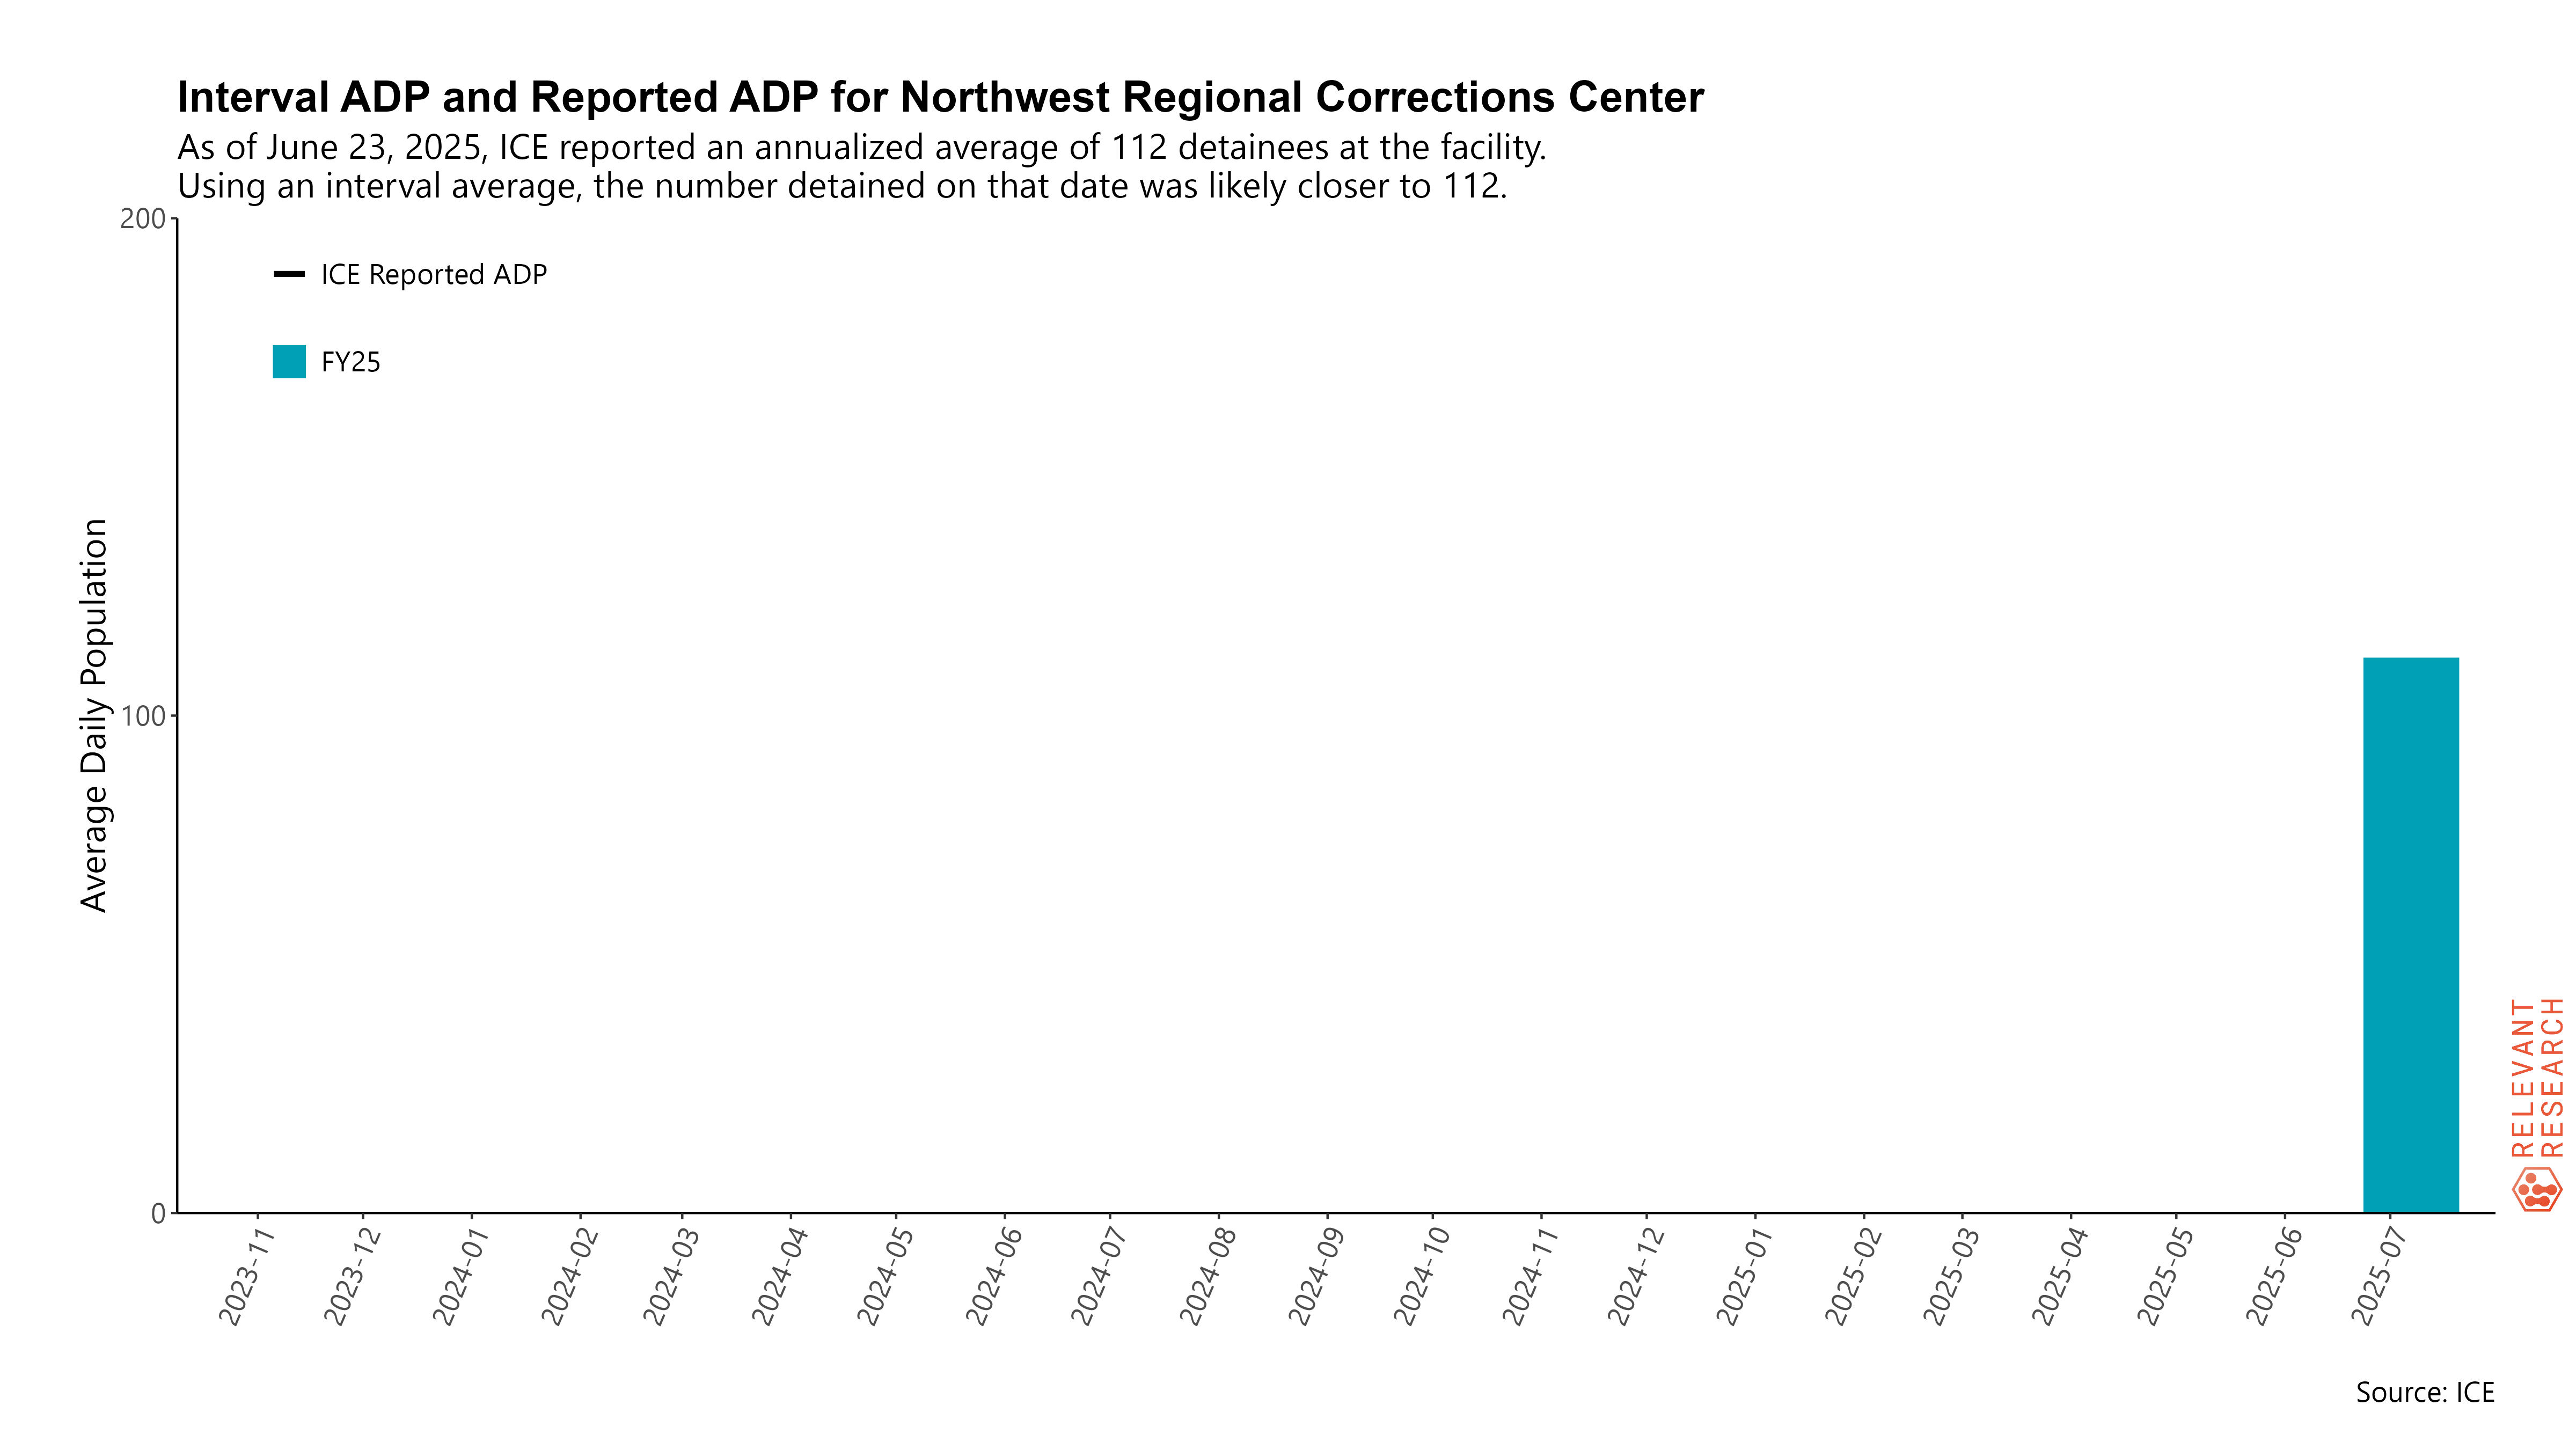 Interval ADP and Reported ADP for Northwest Regional Corrections Center
As of June 23, 2025, ICE reported an annualized average of 112 detainees at the facility.
Using an interval average, the number detained on that date was likely closer to 112.
200
ICE Reported ADP
FY25
Average Daily Population
100
0
RELEVANT
RESEARCH
2023-11
2023-12
2024-01
2024-02
2024-03
2024-04
2024-05
2024-06
2024-07
2024-08
2024-09
2024-10
2024-11
2024-12
2025-01
2025-02
2025-03
2025-04
2025-05
2025-06
2025-07
Source: ICE